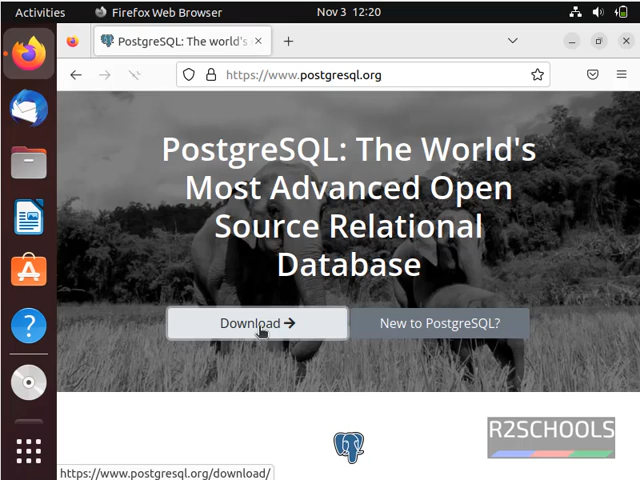 Activities Firefox Web Browser Nov 3 12:20
PostgreSQL: The world's
https://www.postgresql.org
PostgreSQL: The World's
Most Advanced Open
Source Relational
Database
Download
New to PostgreSQL?
R2SCHOOLS
https://www.postgresql.org/download/